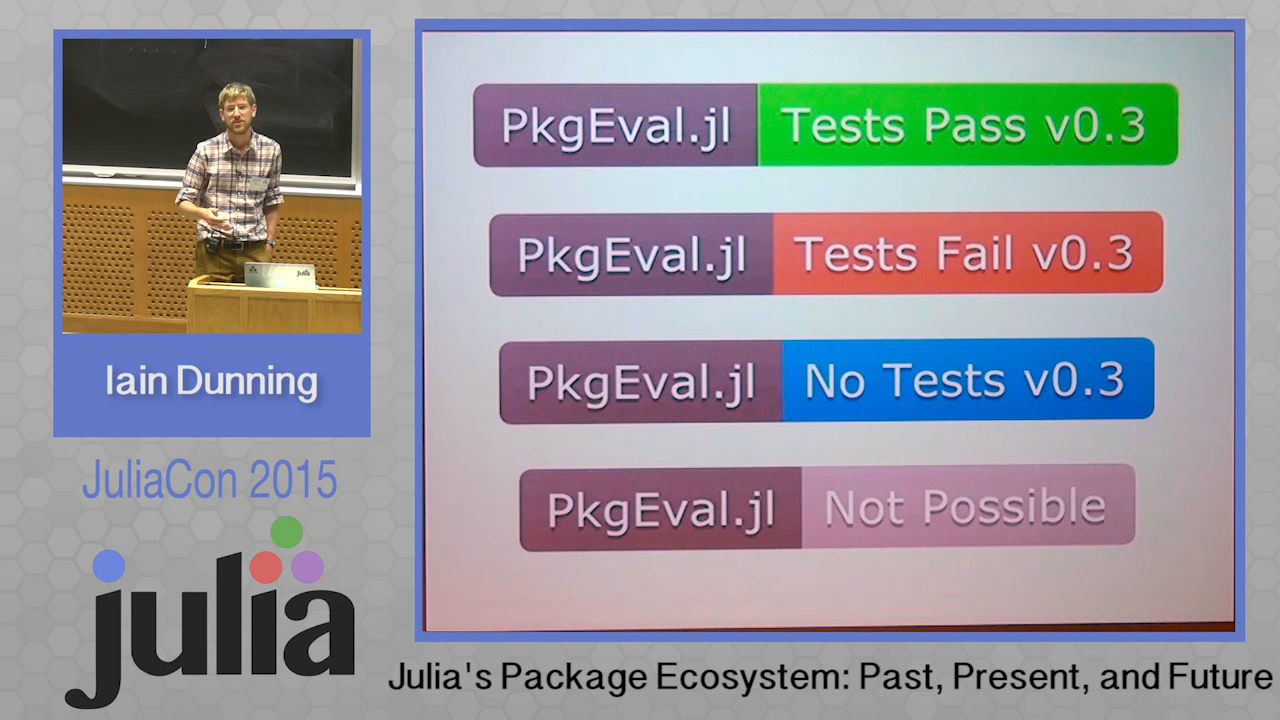 Iain Dunning
JuliaCon 2015
julia
PkgEval.jl Tests Pass v0.3
PkgEval.jl Tests Fail v0.3
PkgEval.jl No Tests v0.3
PkgEval.jl Not Possible
Julia's Package Ecosystem: Past, Present, and Future